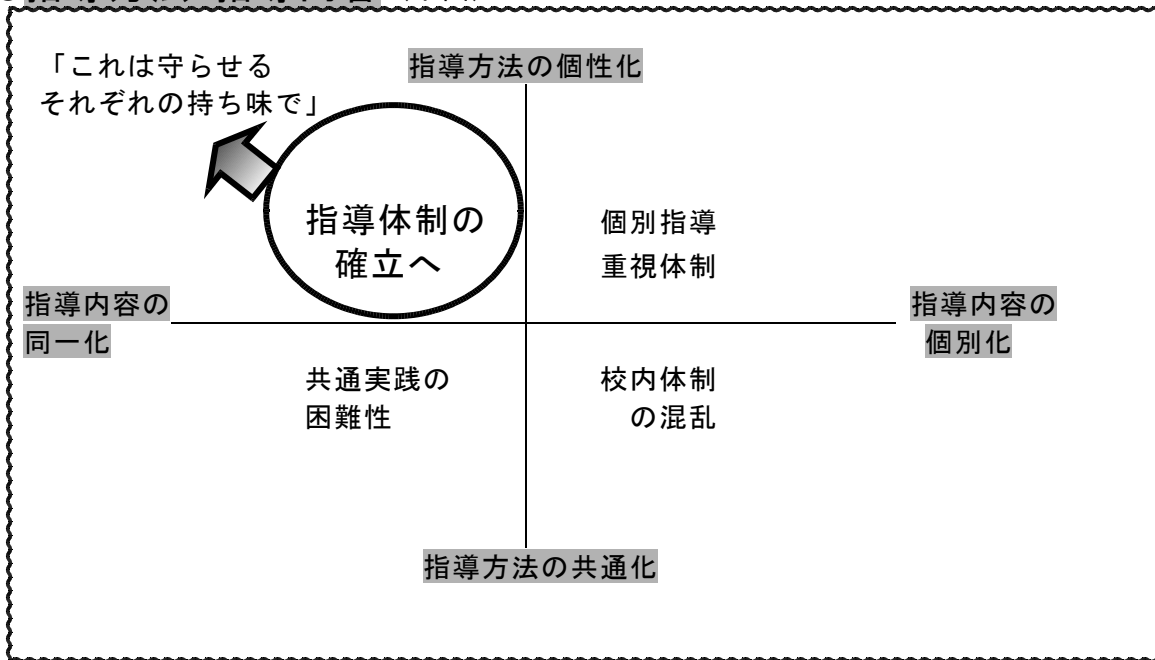 「これは守らせる
それぞれの持ち味で」
指導方法の個性化
指導体制の
確立へ
個別指導
重視体制
指導内容の
同一化
指導内容の
個別化
共通実践の
困難性
校内体制
の混乱
指導方法の共通化